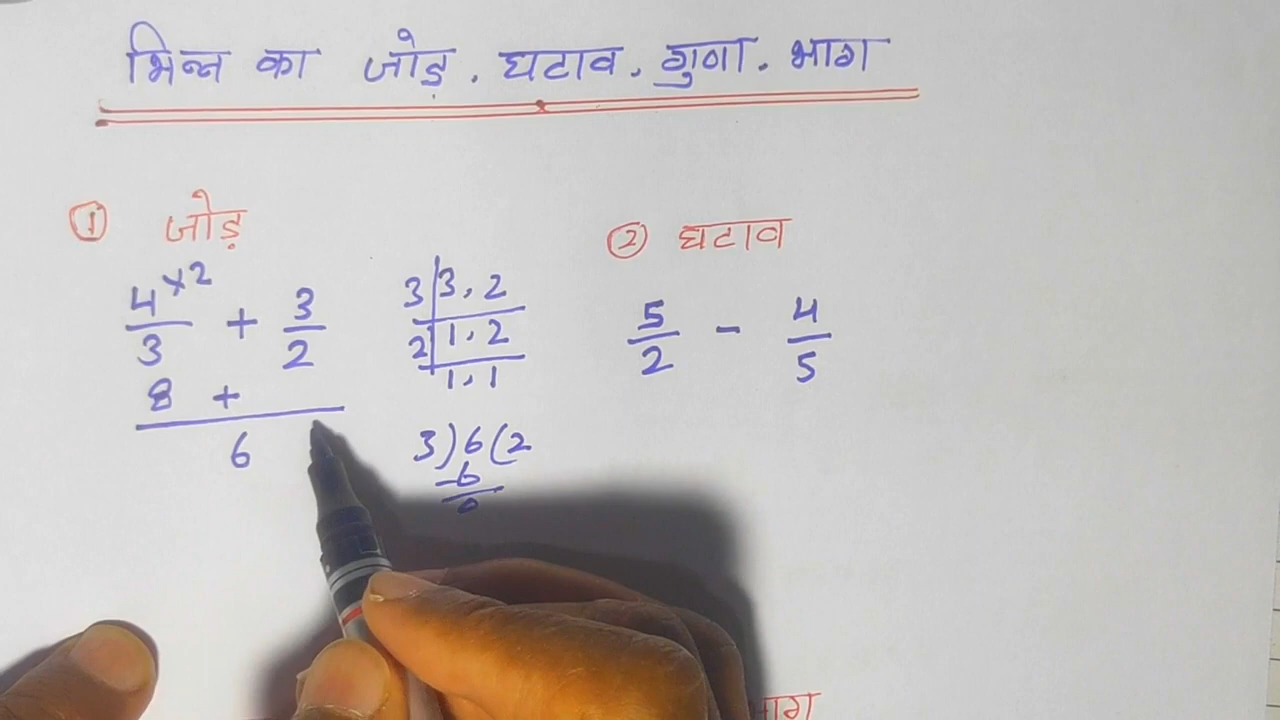 भिन्न का जोड़ . घटाव . गुणा . भाग
① जोड़
4×2/3 + 3/2
8 +
6
3 | 3, 2
2 | 1, 2
1, 1
3 ) 6 ( 2
-6
0
② घटाव
5/2 - 4/5